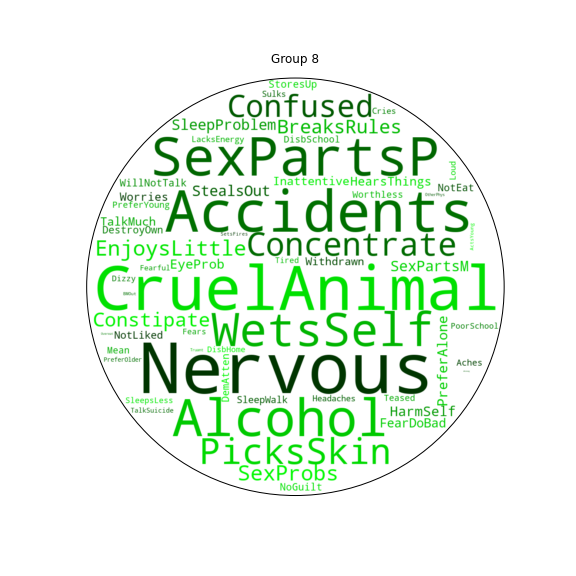 Group 8
StoresUp
Sulks
Confused
Cries
SleepProblem
BreaksRules
LacksEnergy
DisbSchool
SexPartsP
Loud
WillNotTalk
InattentiveHearsThings
StealsOut
Worthless
NotEat
Worries
PreferYoung
Accidents
TalkMuch
DestroyOwn
SetsFires
EnjoysLittle
Concentrate
Fearful
EyeProb
Tired
Withdrawn
SexPartsM
Dizzy
CruelAnimal
Constipate
WetsSelf
PoorSchool
NotLiked
Fears
Mean
DisbHome
PreferOlder
Nervous
DemAtten
PreferAlone
Aches
SleepsLess
SleepWalk
Headaches
Teased
TalkSuicide
Alcohol
HarmSelf
FearDoBad
PicksSkin
SexProbs
NoGuilt